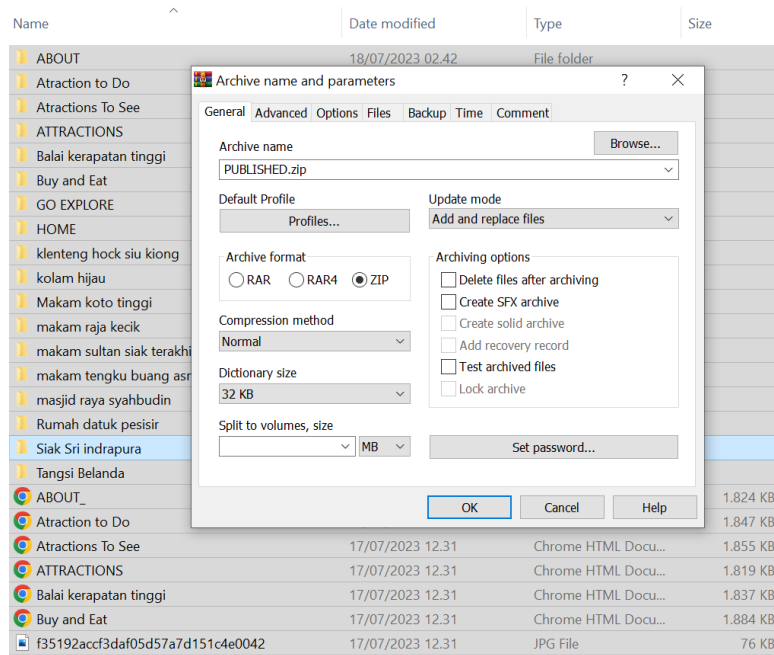 Name Date modified Type Size
ABOUT 18/07/2023 02.42 File folder
Atraction to Do
Atractions To See
ATTRACTIONS
Balai kerapatan tinggi
Buy and Eat
GO EXPLORE
HOME
klenteng hock siu kiong
kolam hijau
Makam koto tinggi
makam raja kecik
makam sultan siak terakhi
makam tengku buang asr
masjid raya syahbudin
Rumah datuk pesisir
Siak Sri indrapura
Tangsi Belanda
ABOUT_ 1.824 KB
Atraction to Do 1.847 KB
Atractions To See 17/07/2023 12.31 Chrome HTML Docu... 1.855 KB
ATTRACTIONS 17/07/2023 12.31 Chrome HTML Docu... 1.819 KB
Balai kerapatan tinggi 17/07/2023 12.31 Chrome HTML Docu... 1.837 KB
Buy and Eat 17/07/2023 12.31 Chrome HTML Docu... 1.884 KB
f35192accf3daf05d57a7d151c4e0042 17/07/2023 12.31 JPG File 76 KB
Archive name and parameters ?
General Advanced Options Files Backup Time Comment
Archive name
Browse...
PUBLISHED.zip
Default Profile
Profiles...
Update mode
Add and replace files
Archive format
RAR RAR4 ZIP
Compression method
Normal
Dictionary size
32 KB
Split to volumes, size
MB
Archiving options
Delete files after archiving
Create SFX archive
Create solid archive
Add recovery record
Test archived files
Lock archive
Set password...
OK Cancel Help